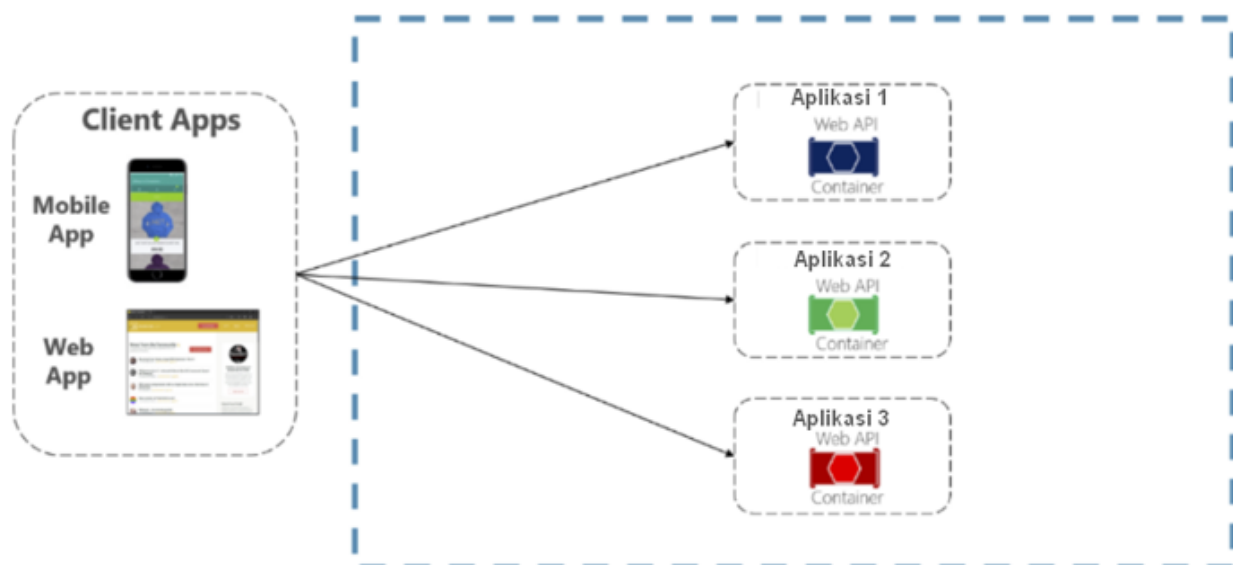 Client Apps
Mobile
App
Web
App
Aplikasi 1
Web API
Container
Aplikasi 2
Web API
Container
Aplikasi 3
Web API
Container